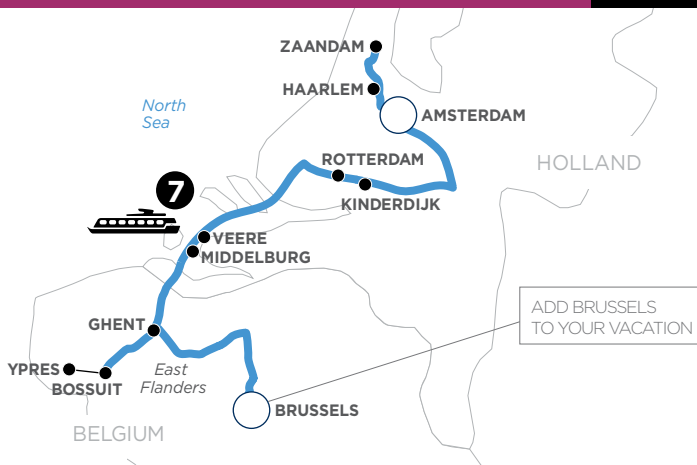 ZAANDAM
North
Sea
HAARLEM
AMSTERDAM
ROTTERDAM
HOLLAND
7
KINDERDIJK
VEERE
MIDDELBURG
ADD BRUSSELS
TO YOUR VACATION
GHENT
YPRES
East
Flanders
BOSSUIT
BRUSSELS
BELGIUM